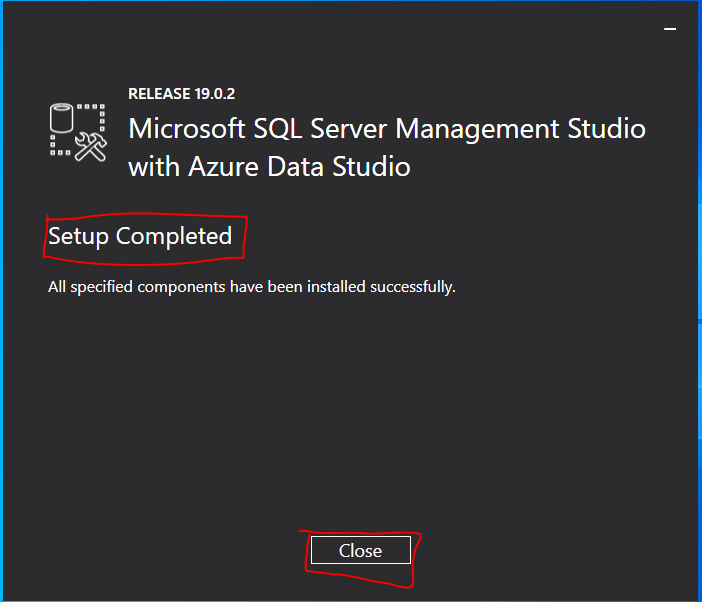 RELEASE 19.0.2
Microsoft SQL Server Management Studio
with Azure Data Studio
Setup Completed
All specified components have been installed successfully.
Close